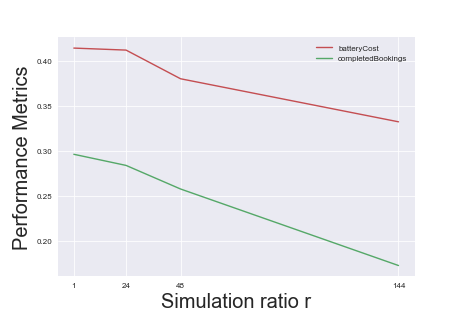 batteryCost
completedBookings
Performance Metrics
0.40
0.35
0.30
0.25
0.20
1
24
48
144
Simulation ratio r